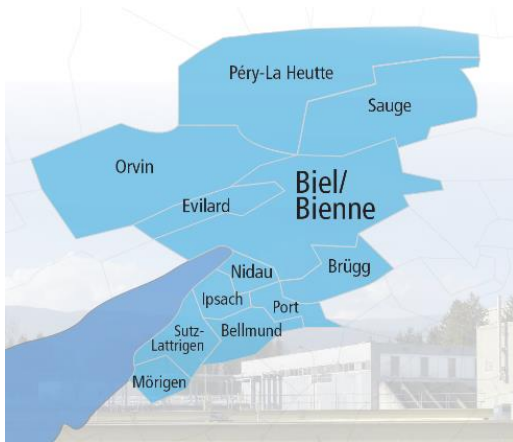 Péry-La Heutte
Sauge
Orvin
Biel/
Bienne
Evilard
Nidau
Brügg
Ipsach
Port
Sutz-
Lattrigen
Bellmund
Mörigen